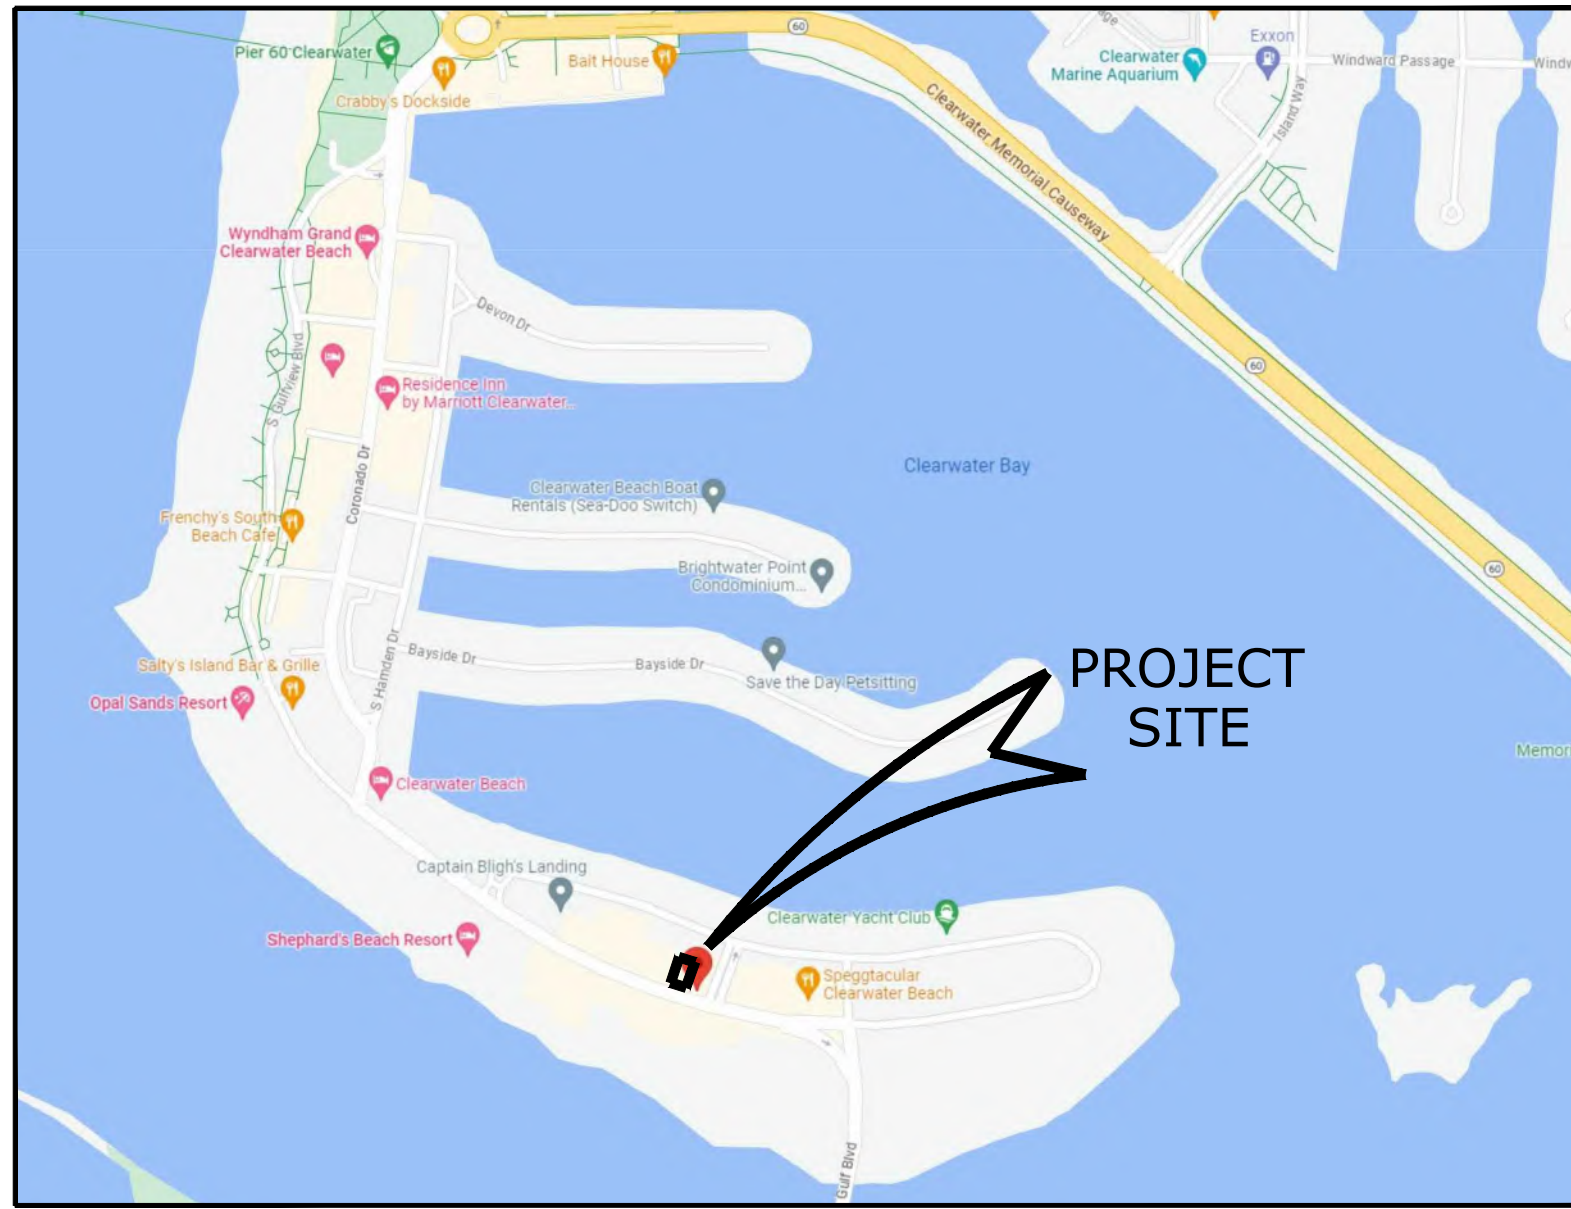 Pier 60 Clearwater
Crabby's Dockside
Bait House
60
Clearwater
Marine Aquarium
Exxon
Windward Passage
Island Way
Clearwater Memorial Causeway
Wyndham Grand
Clearwater Beach
Devon Dr
S Gulfview Blvd
60
Residence Inn
by Marriott Clearwater...
Coronado Dr
Clearwater Bay
Clearwater Beach Boat
Rentals (Sea-Doo Switch)
Frenchy's South
Beach Cafe
Brightwater Point
Condominium...
60
Salty's Island Bar & Grille
Opal Sands Resort
S Hamden Dr
Bayside Dr
Bayside Dr
Save the Day Petsitting
PROJECT
SITE
Memor
Clearwater Beach
Captain Bligh's Landing
Clearwater Yacht Club
Shephard's Beach Resort
Speggtacular
Clearwater Beach
Gulf Blvd